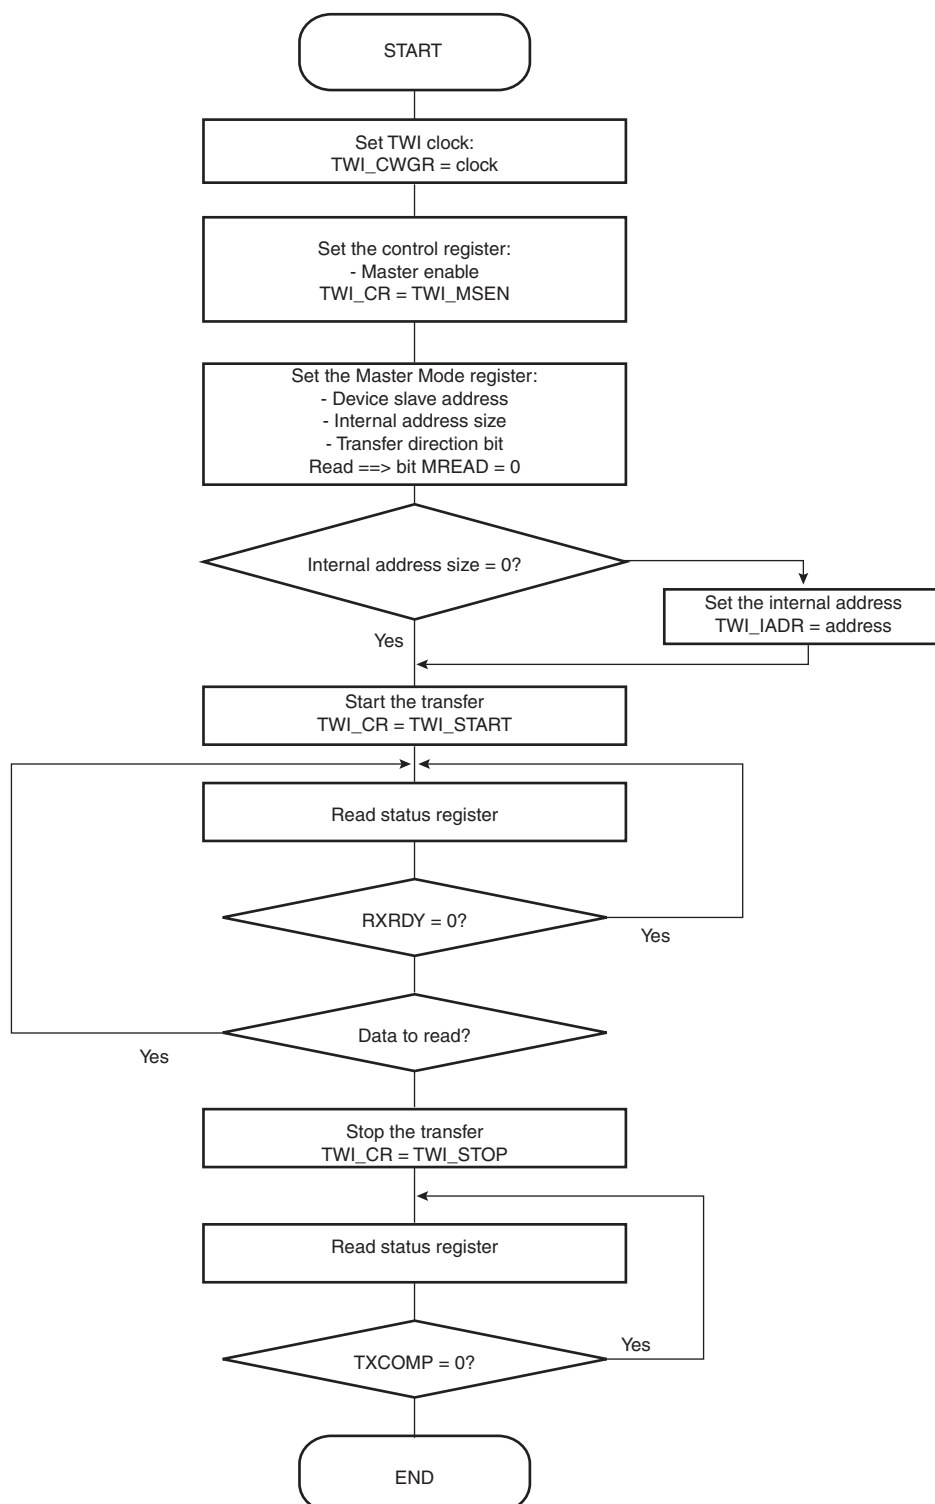 START
Set TWI clock:
TWI_CWGR = clock
Set the control register:
- Master enable
TWI_CR = TWI_MSEN
Set the Master Mode register:
- Device slave address
- Internal address size
- Transfer direction bit
Read ==> bit MREAD = 0
Internal address size = 0?
Set the internal address
TWI_IADR = address
Yes
Start the transfer
TWI_CR = TWI_START
Read status register
RXRDY = 0?
Yes
Data to read?
Yes
Stop the transfer
TWI_CR = TWI_STOP
Read status register
Yes
TXCOMP = 0?
END